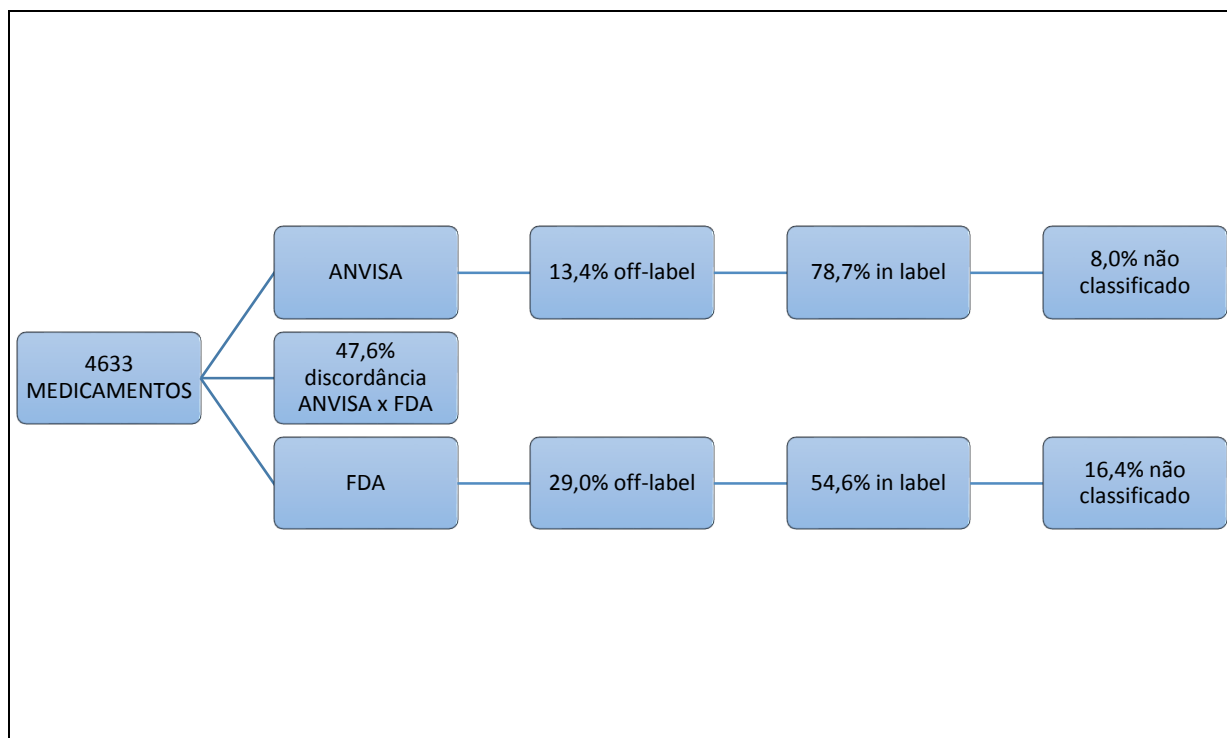 4633
MEDICAMENTOS
ANVISA
13,4% off-label
78,7% in label
8,0% não
classificado
47,6%
discordância
ANVISA x FDA
FDA
29,0% off-label
54,6% in label
16,4% não
classificado